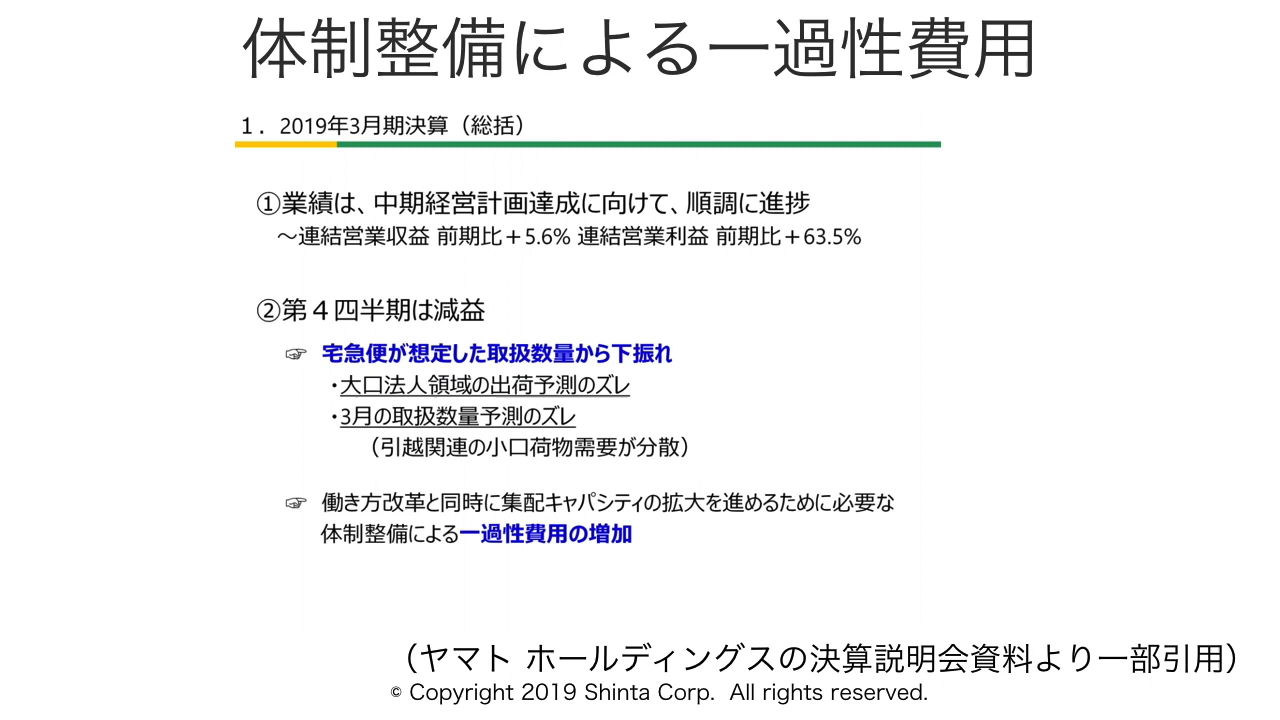 体制整備による一過性費用
1．2019年3月期決算（総括）
①業績は、中期経営計画達成に向けて、順調に進捗
～連結営業収益 前期比＋5.6% 連結営業利益 前期比＋63.5%
②第４四半期は減益
☞ 宅急便が想定した取扱数量から下振れ
・大口法人領域の出荷予測のズレ
・3月の取扱数量予測のズレ
（引越関連の小口荷物需要が分散）
☞ 働き方改革と同時に集配キャパシティの拡大を進めるために必要な
体制整備による一過性費用の増加
（ヤマト ホールディングスの決算説明会資料より一部引用）
© Copyright 2019 Shinta Corp. All rights reserved.